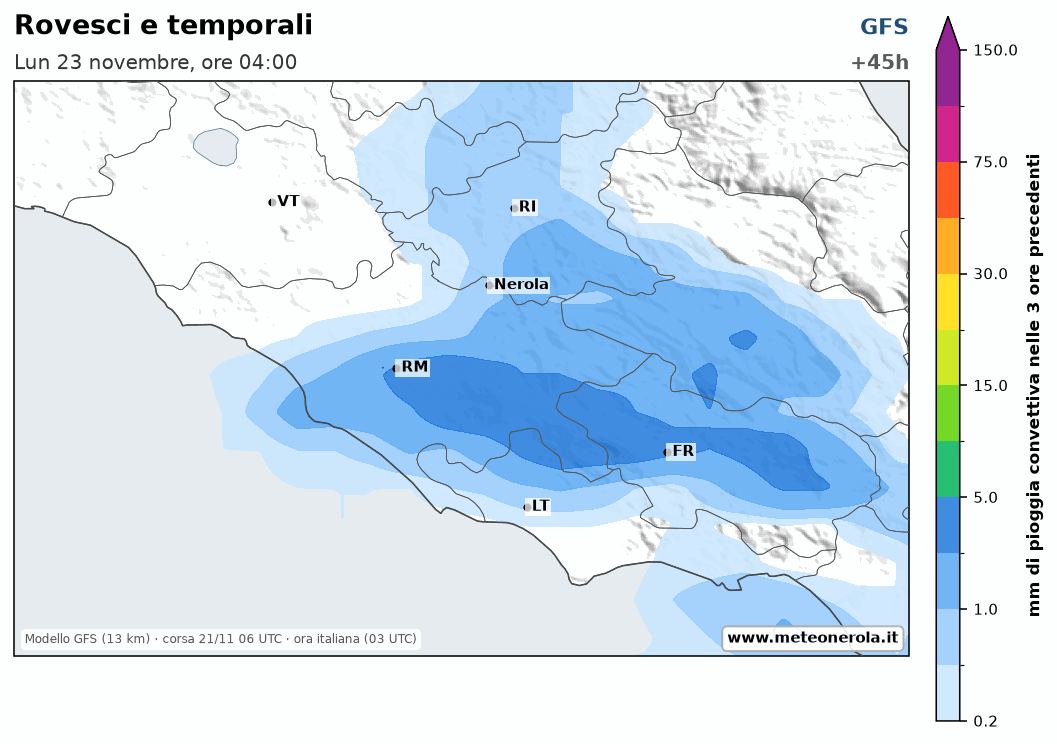 Rovesci e temporali
GFS
Lun 23 novembre, ore 04:00
+45h
150.0
75.0
30.0
15.0
5.0
1.0
0.2
mm di pioggia convettiva nelle 3 ore precedenti
VT
RI
Nerola
RM
FR
LT
Modello GFS (13 km) · corsa 21/11 06 UTC · ora italiana (03 UTC)
www.meteonerola.it